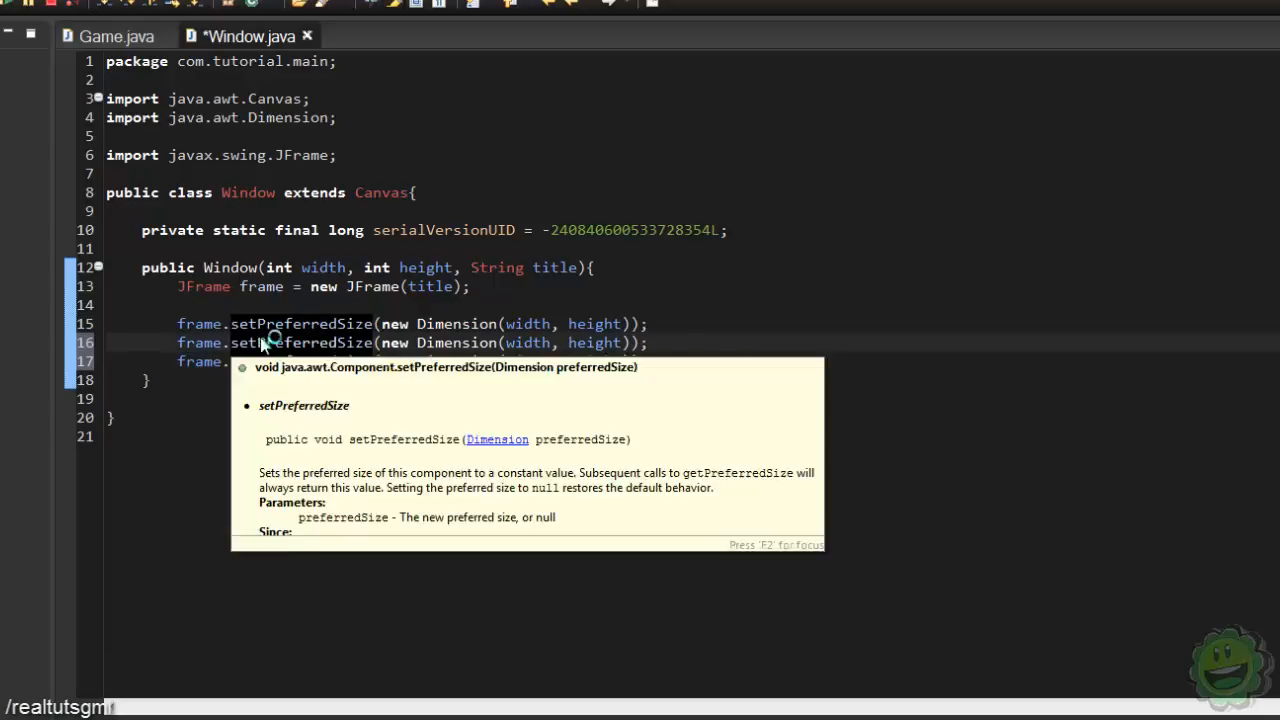 Game.java
*Window.java
1 package com.tutorial.main;
2
3 import java.awt.Canvas;
4 import java.awt.Dimension;
5
6 import javax.swing.JFrame;
7
8 public class Window extends Canvas{
9
10 private static final long serialVersionUID = -240840600533728354L;
11
12 public Window(int width, int height, String title){
13 JFrame frame = new JFrame(title);
14
15 frame.setPreferredSize(new Dimension(width, height));
16 frame.setPreferredSize(new Dimension(width, height));
17 frame.
void java.awt.Component.setPreferredSize(Dimension preferredSize)
18 }
19
setPreferredSize
20 }
21
public void setPreferredSize(Dimension preferredSize)
Sets the preferred size of this component to a constant value. Subsequent calls to getPreferredSize will
always return this value. Setting the preferred size to null restores the default behavior.
Parameters:
preferredSize - The new preferred size, or null
Since:
Press 'F2' for focus
/realtutsgml